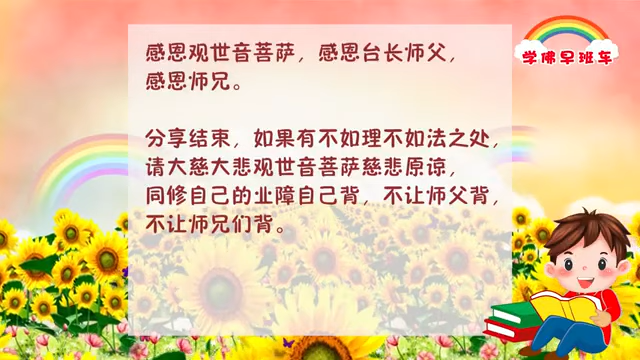 学佛早班车
感恩观世音菩萨，感恩台长师父，
感恩师兄。
分享结束，如果有不如理不如法之处，
请大慈大悲观世音菩萨慈悲原谅，
同修自己的业障自己背，不让师父背，
不让师兄们背。